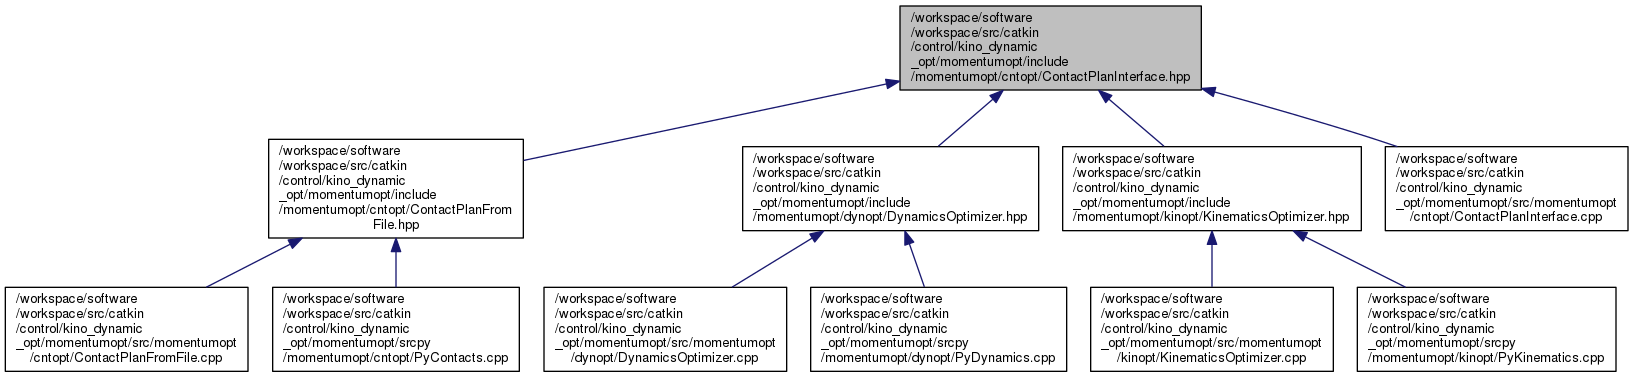 /workspace/software
/workspace/src/catkin
/control/kino_dynamic
_opt/momentumopt/include
/momentumopt/cntopt/ContactPlanInterface.hpp
/workspace/software
/workspace/src/catkin
/control/kino_dynamic
_opt/momentumopt/include
/momentumopt/cntopt/ContactPlanFrom
File.hpp
/workspace/software
/workspace/src/catkin
/control/kino_dynamic
_opt/momentumopt/include
/momentumopt/dynopt/DynamicsOptimizer.hpp
/workspace/software
/workspace/src/catkin
/control/kino_dynamic
_opt/momentumopt/include
/momentumopt/kinopt/KinematicsOptimizer.hpp
/workspace/software
/workspace/src/catkin
/control/kino_dynamic
_opt/momentumopt/src/momentumopt
/cntopt/ContactPlanInterface.cpp
/workspace/software
/workspace/src/catkin
/control/kino_dynamic
_opt/momentumopt/src/momentumopt
/cntopt/ContactPlanFromFile.cpp
/workspace/software
/workspace/src/catkin
/control/kino_dynamic
_opt/momentumopt/srcpy
/momentumopt/cntopt/PyContacts.cpp
/workspace/software
/workspace/src/catkin
/control/kino_dynamic
_opt/momentumopt/src/momentumopt
/dynopt/DynamicsOptimizer.cpp
/workspace/software
/workspace/src/catkin
/control/kino_dynamic
_opt/momentumopt/srcpy
/momentumopt/dynopt/PyDynamics.cpp
/workspace/software
/workspace/src/catkin
/control/kino_dynamic
_opt/momentumopt/src/momentumopt
/kinopt/KinematicsOptimizer.cpp
/workspace/software
/workspace/src/catkin
/control/kino_dynamic
_opt/momentumopt/srcpy
/momentumopt/kinopt/PyKinematics.cpp